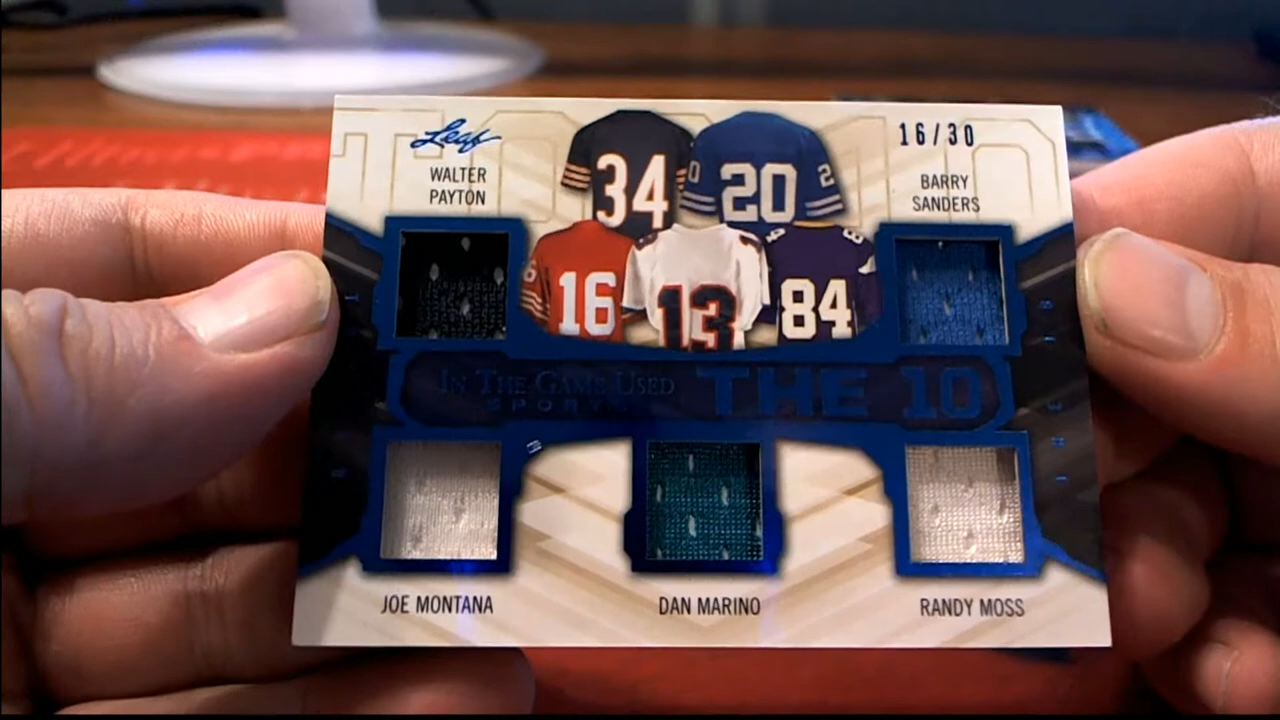 Leaf
16/30
WALTER
PAYTON
BARRY
SANDERS
34
20
2
16
13
84
IN THE GAME USED
SPORTS
THE 10
JOE MONTANA
DAN MARINO
RANDY MOSS